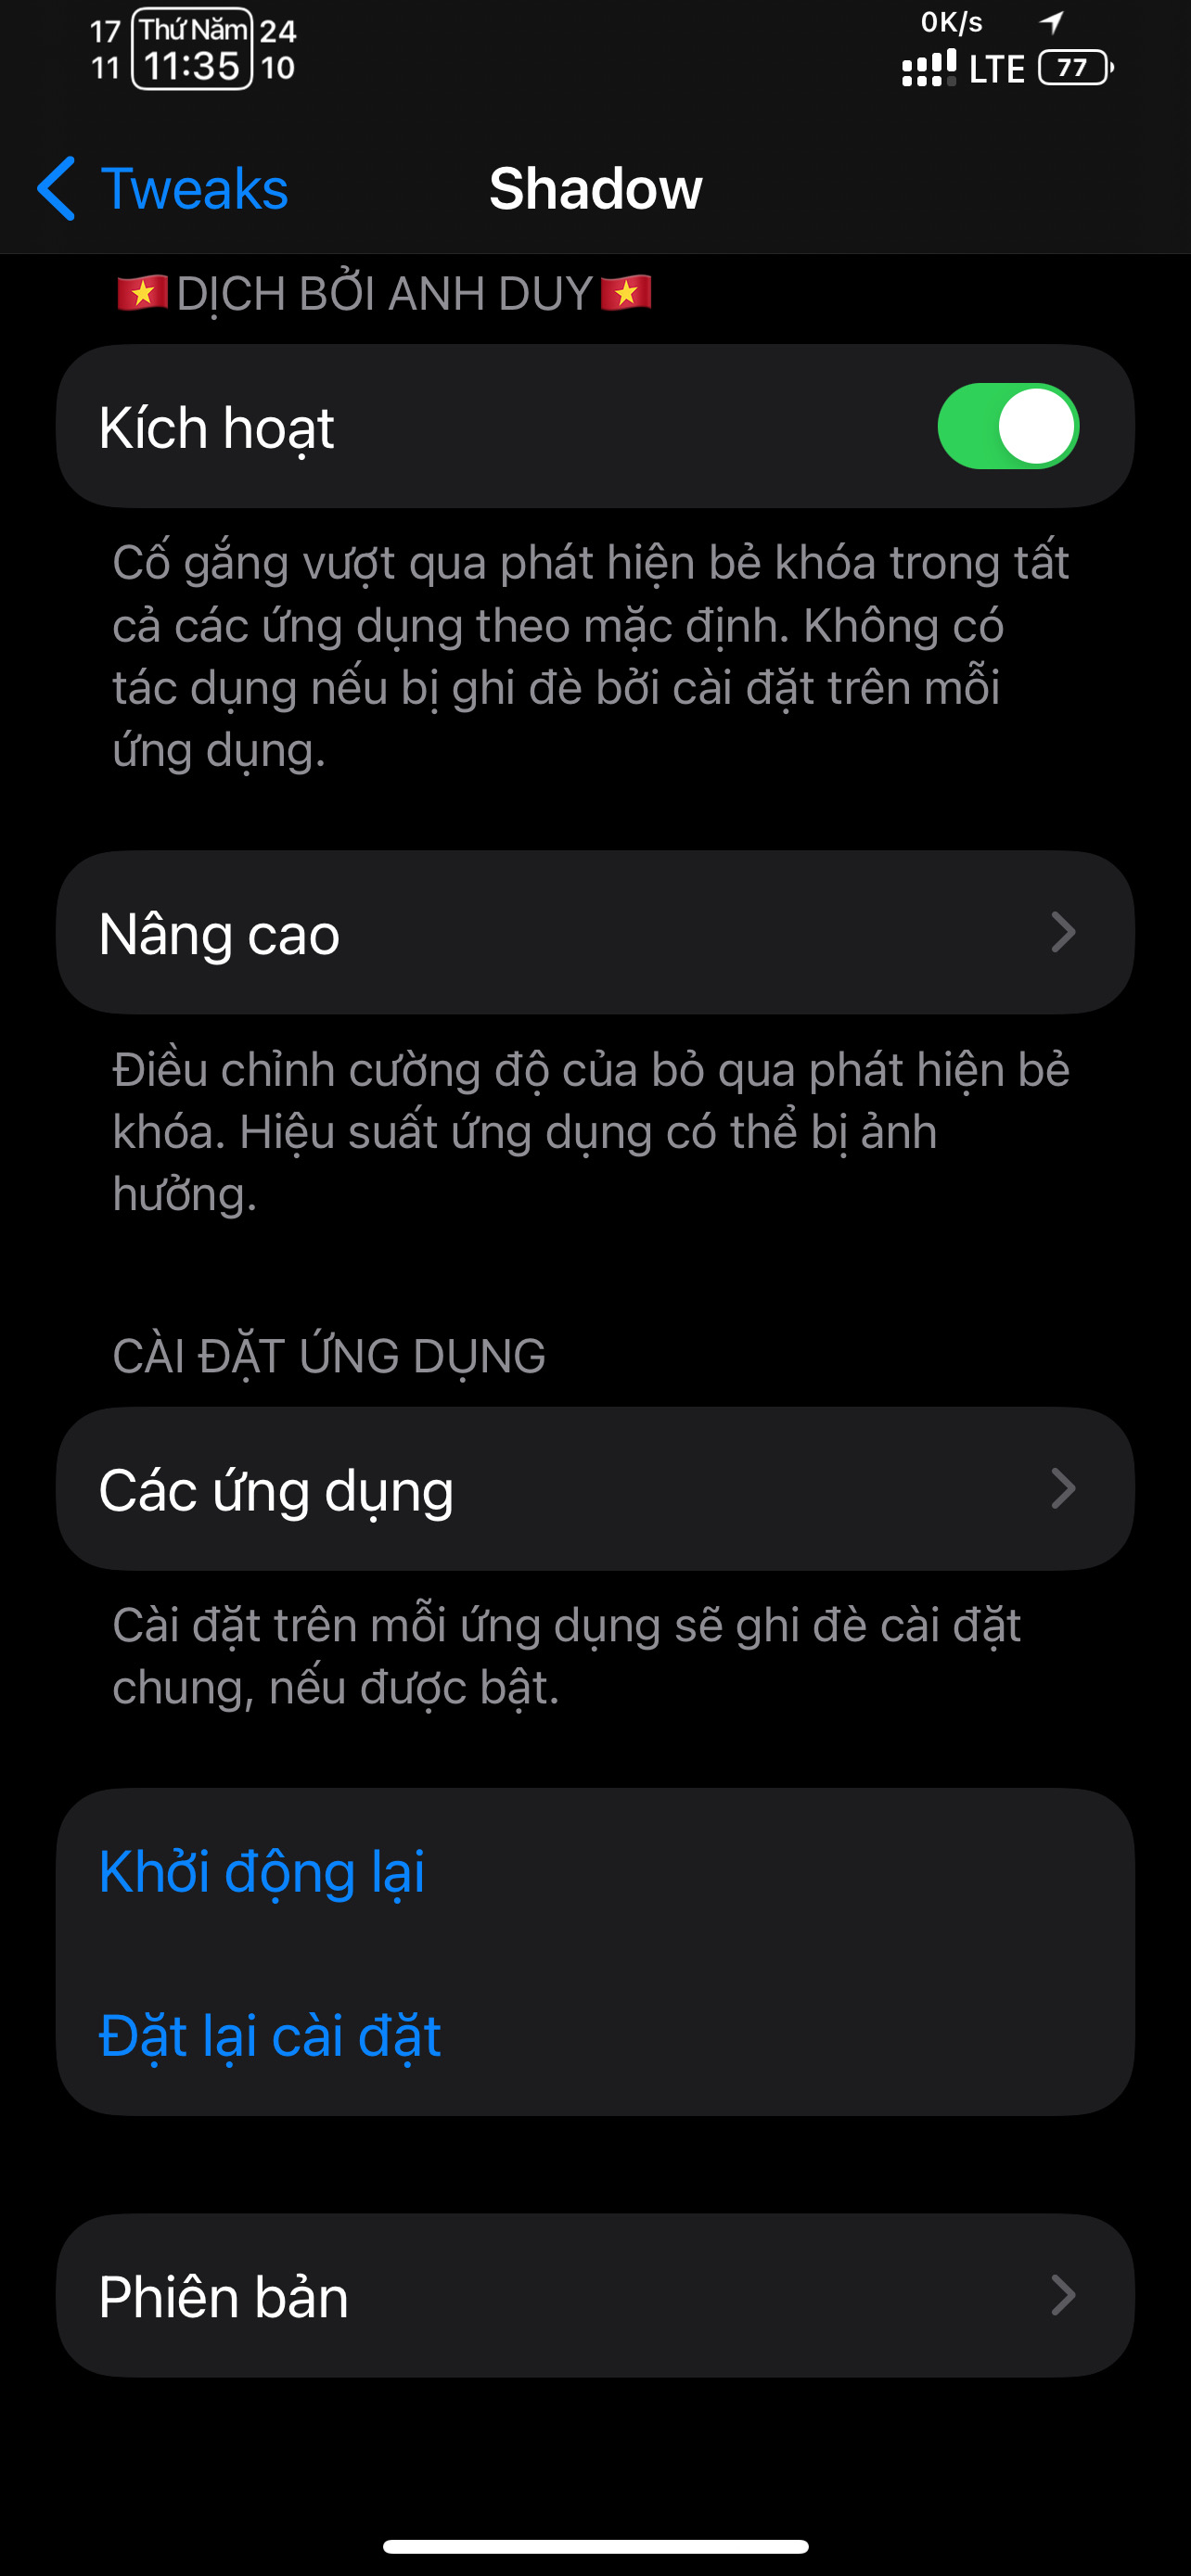 17 Thứ Năm 24
11 11:35 10
0K/s
LTE 77
Tweaks
Shadow
🇻🇳DỊCH BỞI ANH DUY🇻🇳
Kích hoạt
Cố gắng vượt qua phát hiện bẻ khóa trong tất
cả các ứng dụng theo mặc định. Không có
tác dụng nếu bị ghi đè bởi cài đặt trên mỗi
ứng dụng.
Nâng cao
Điều chỉnh cường độ của bỏ qua phát hiện bẻ
khóa. Hiệu suất ứng dụng có thể bị ảnh
hưởng.
CÀI ĐẶT ỨNG DỤNG
Các ứng dụng
Cài đặt trên mỗi ứng dụng sẽ ghi đè cài đặt
chung, nếu được bật.
Khởi động lại
Đặt lại cài đặt
Phiên bản